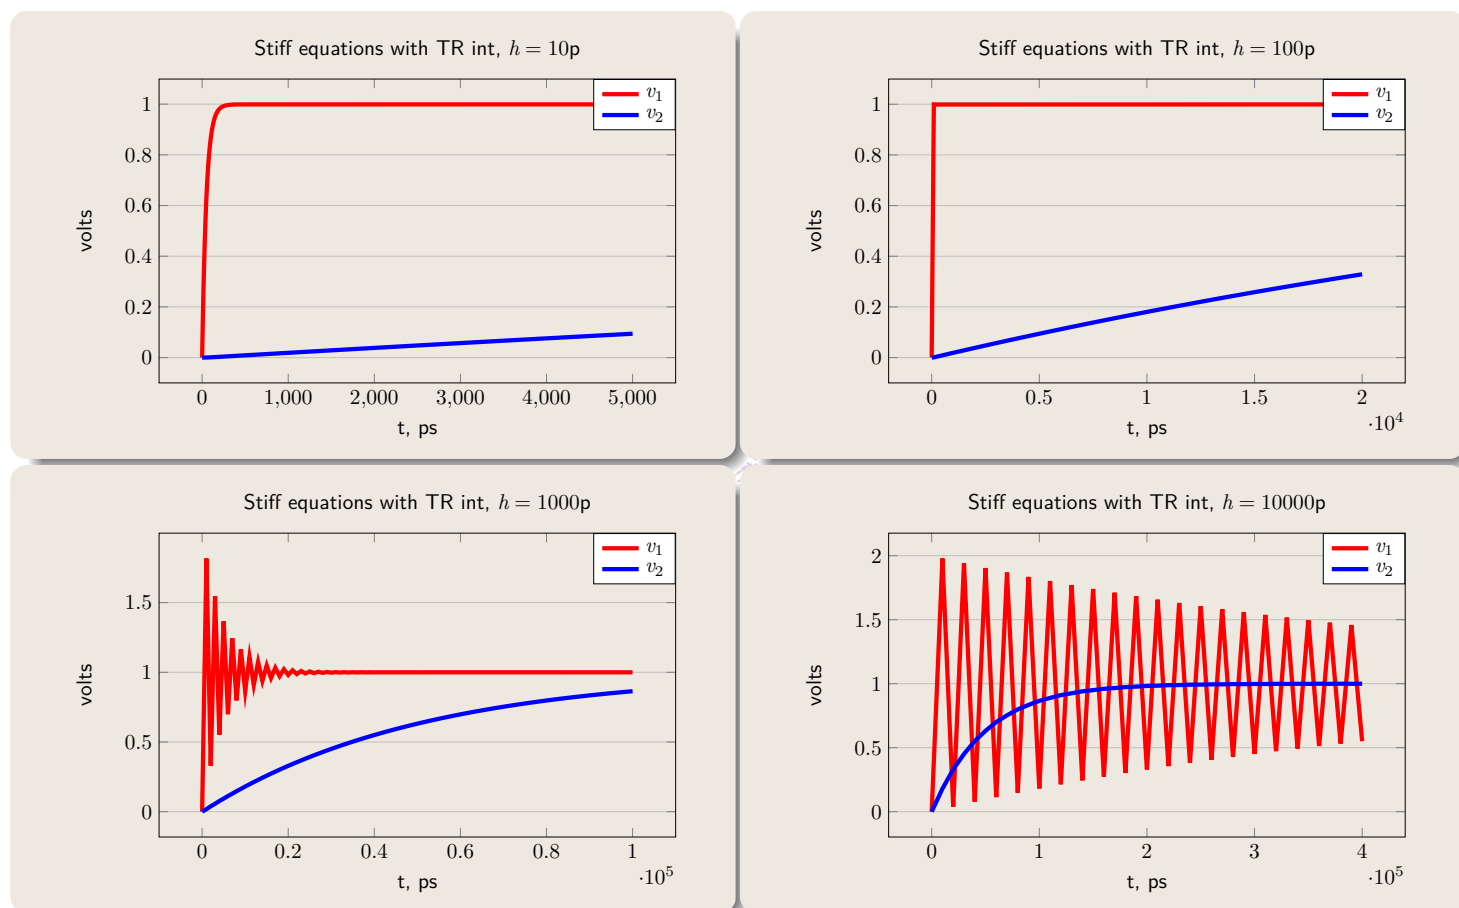 Stiff equations with TR int, h = 10p
v1
v2
1
0.8
0.6
0.4
0.2
0
volts
0 1,000 2,000 3,000 4,000 5,000
t, ps
Stiff equations with TR int, h = 100p
v1
v2
1
0.8
0.6
0.4
0.2
0
volts
0 0.5 1 1.5 2
·10^4
t, ps
Stiff equations with TR int, h = 1000p
v1
v2
1.5
1
0.5
0
volts
0 0.2 0.4 0.6 0.8 1
·10^5
t, ps
Stiff equations with TR int, h = 10000p
v1
v2
2
1.5
1
0.5
0
volts
0 1 2 3 4
·10^5
t, ps